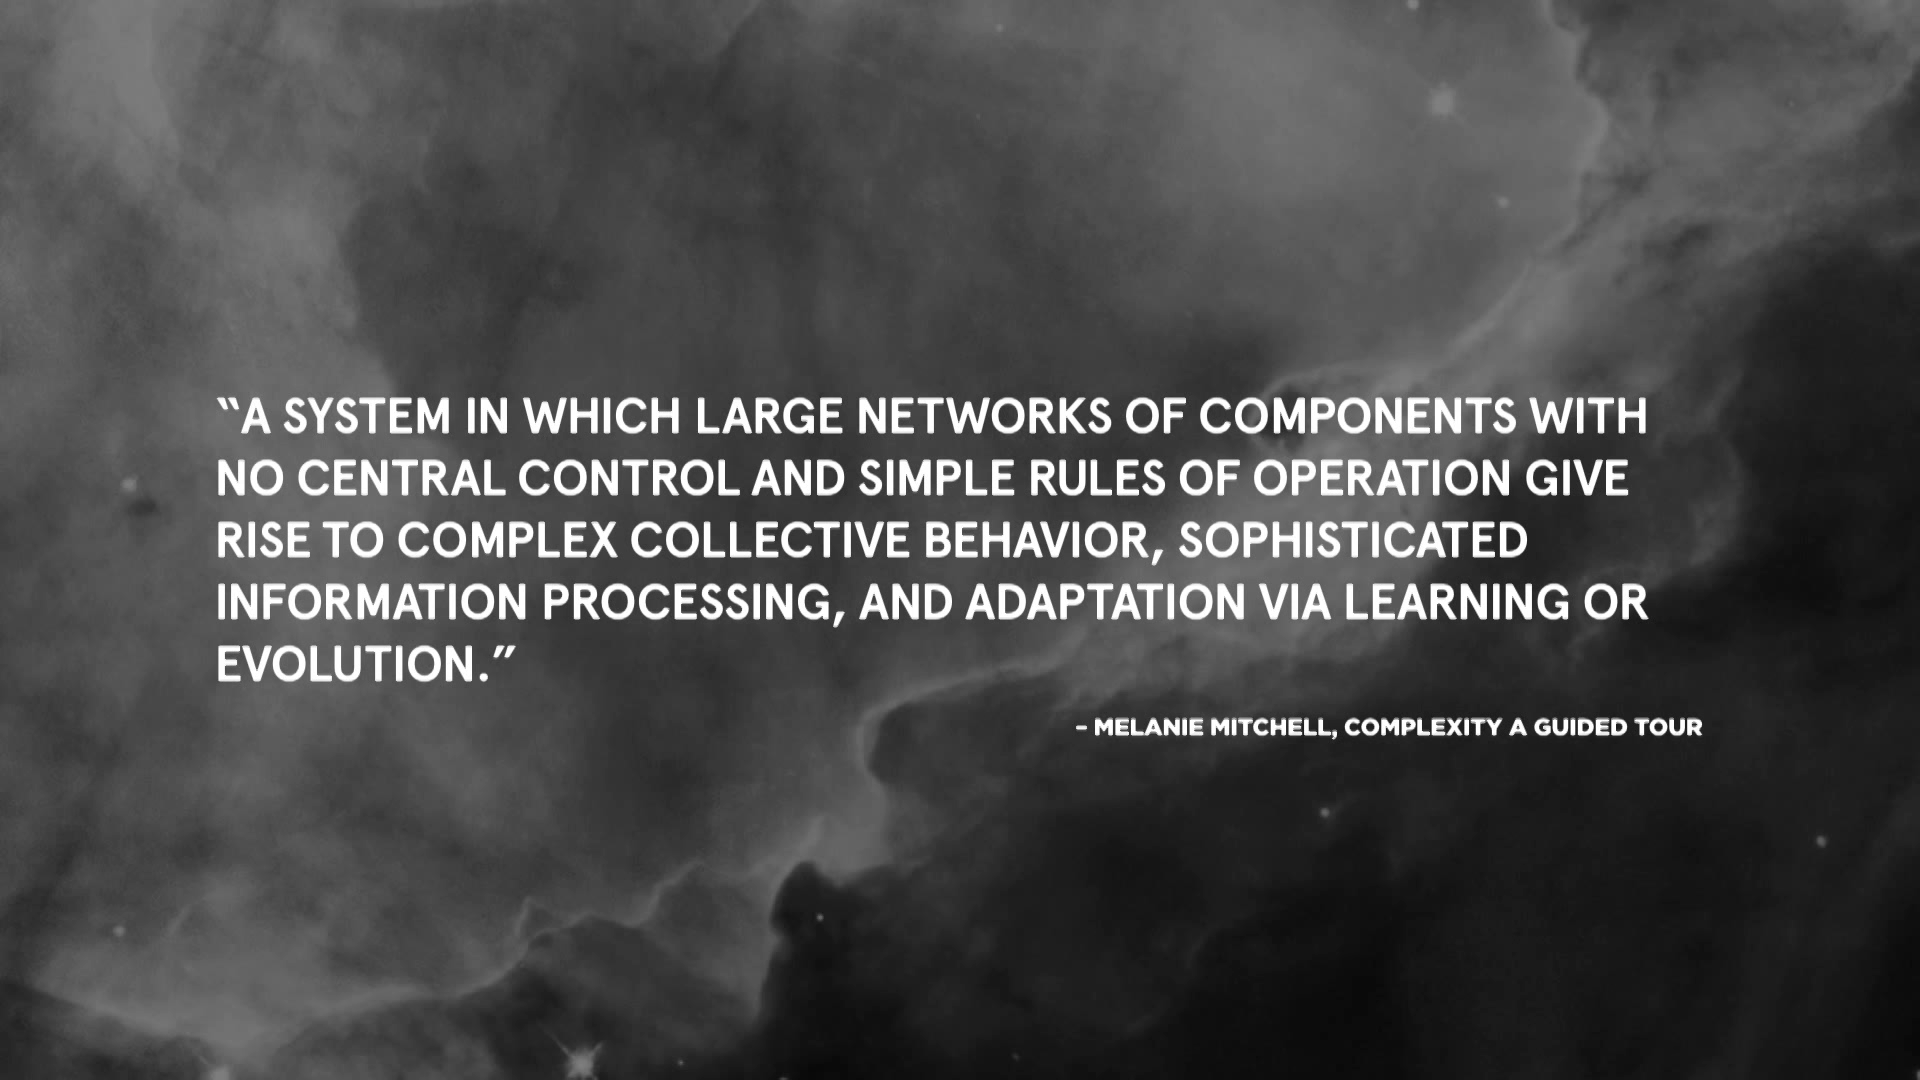 “A SYSTEM IN WHICH LARGE NETWORKS OF COMPONENTS WITH
NO CENTRAL CONTROL AND SIMPLE RULES OF OPERATION GIVE
RISE TO COMPLEX COLLECTIVE BEHAVIOR, SOPHISTICATED
INFORMATION PROCESSING, AND ADAPTATION VIA LEARNING OR
EVOLUTION.”
– MELANIE MITCHELL, COMPLEXITY A GUIDED TOUR